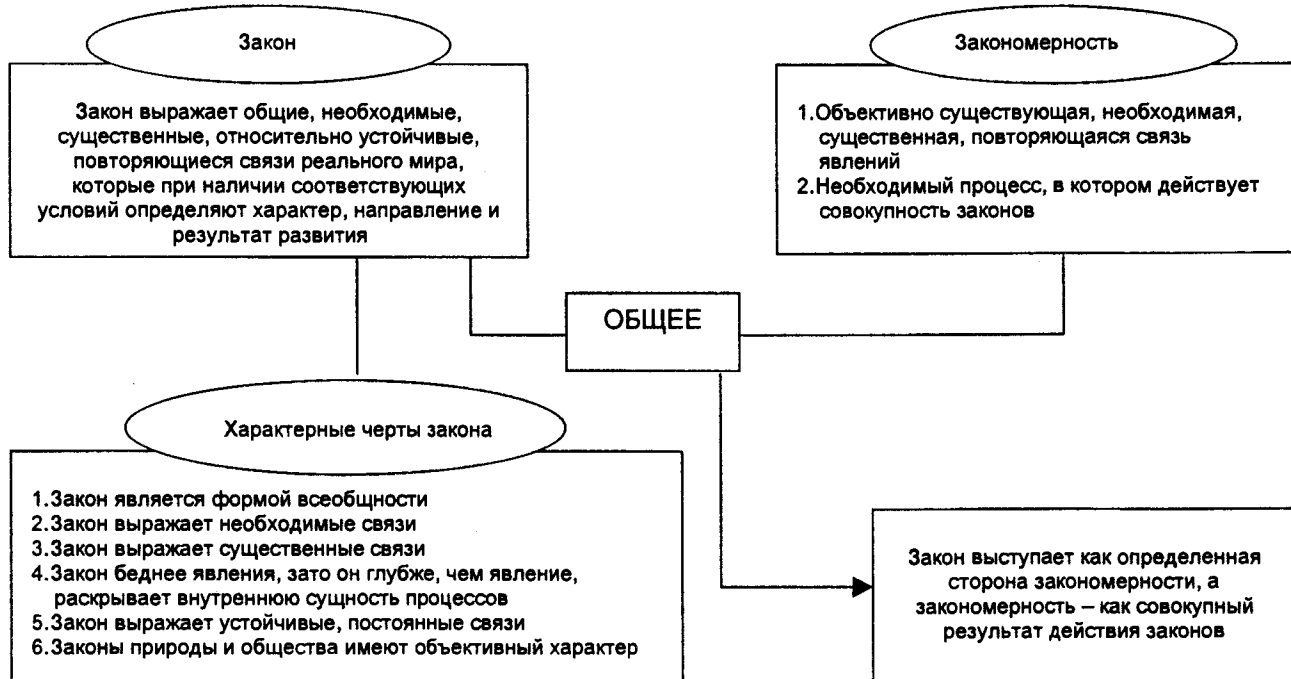 Закон
Закон выражает общие, необходимые,
существенные, относительно устойчивые,
повторяющиеся связи реального мира,
которые при наличии соответствующих
условий определяют характер, направление и
результат развития
Закономерность
1.Объективно существующая, необходимая,
существенная, повторяющаяся связь
явлений
2.Необходимый процесс, в котором действует
совокупность законов
ОБЩЕЕ
Характерные черты закона
1.Закон является формой всеобщности
2.Закон выражает необходимые связи
3.Закон выражает существенные связи
4.Закон беднее явления, зато он глубже, чем явление,
раскрывает внутреннюю сущность процессов
5.Закон выражает устойчивые, постоянные связи
6.Законы природы и общества имеют объективный характер
Закон выступает как определенная
сторона закономерности, а
закономерность – как совокупный
результат действия законов